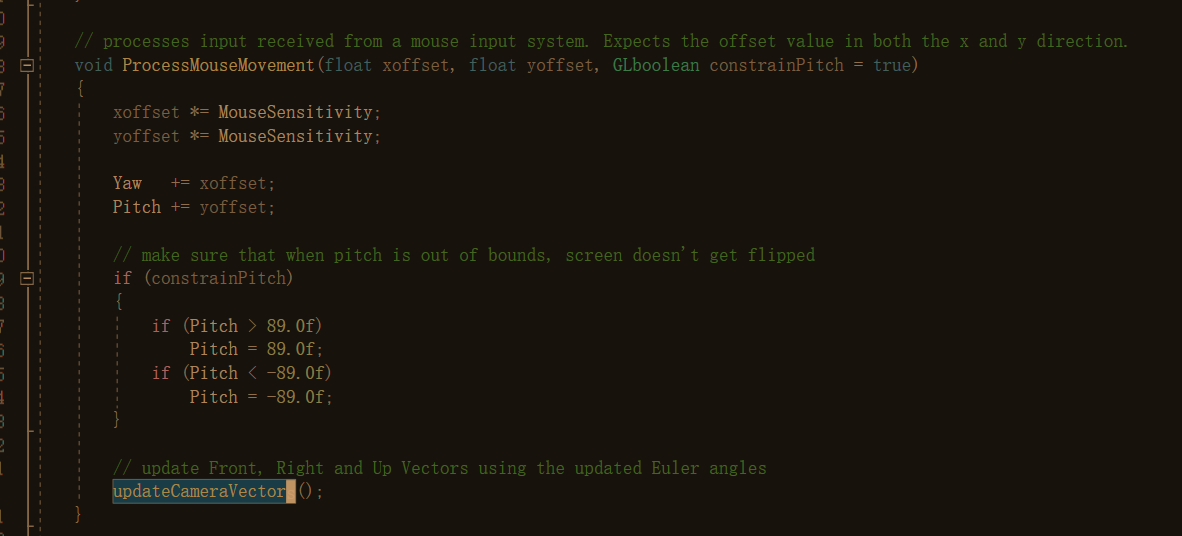 // processes input received from a mouse input system. Expects the offset value in both the x and y direction.
void ProcessMouseMovement(float xoffset, float yoffset, GLboolean constrainPitch = true)
{
xoffset *= MouseSensitivity;
yoffset *= MouseSensitivity;
Yaw   += xoffset;
Pitch += yoffset;
// make sure that when pitch is out of bounds, screen doesn't get flipped
if (constrainPitch)
{
if (Pitch > 89.0f)
Pitch = 89.0f;
if (Pitch < -89.0f)
Pitch = -89.0f;
}
// update Front, Right and Up Vectors using the updated Euler angles
updateCameraVectors();
}